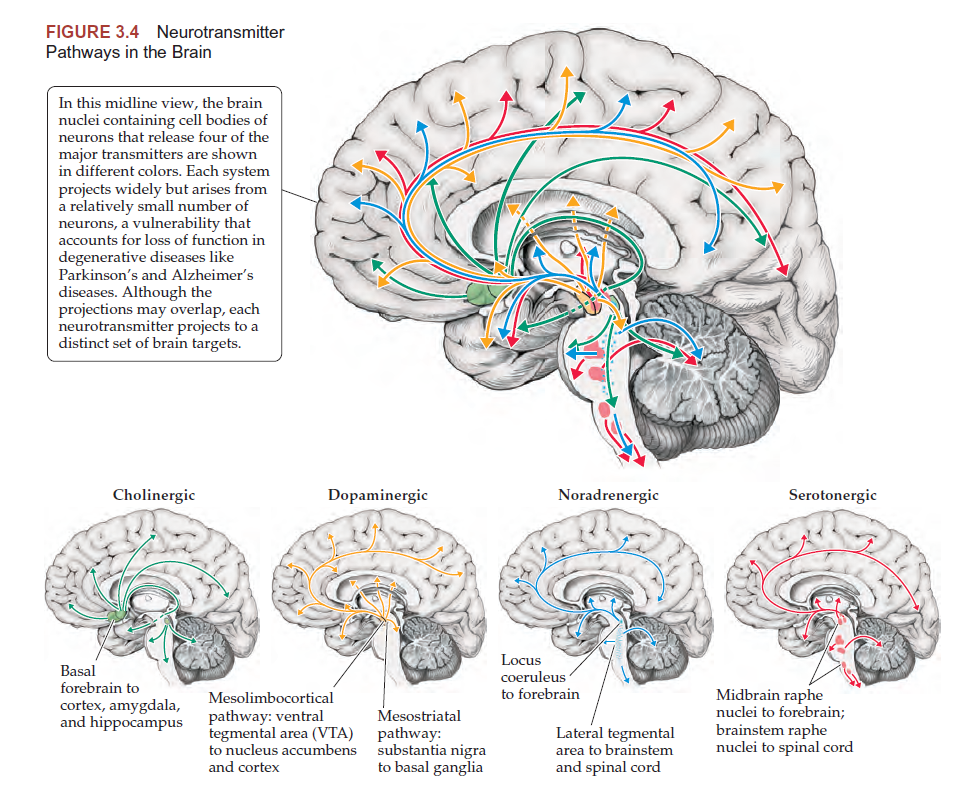 FIGURE 3.4 Neurotransmitter
Pathways in the Brain
In this midline view, the brain
nuclei containing cell bodies of
neurons that release four of the
major transmitters are shown
in different colors. Each system
projects widely but arises from
a relatively small number of
neurons, a vulnerability that
accounts for loss of function in
degenerative diseases like
Parkinson’s and Alzheimer’s
diseases. Although the
projections may overlap, each
neurotransmitter projects to a
distinct set of brain targets.
Cholinergic
Basal
forebrain to
cortex, amygdala,
and hippocampus
Dopaminergic
Mesolimbocortical
pathway: ventral
tegmental area (VTA)
to nucleus accumbens
and cortex
Mesostriatal
pathway:
substantia nigra
to basal ganglia
Noradrenergic
Locus
coeruleus
to forebrain
Lateral tegmental
area to brainstem
and spinal cord
Serotonergic
Midbrain raphe
nuclei to forebrain;
brainstem raphe
nuclei to spinal cord